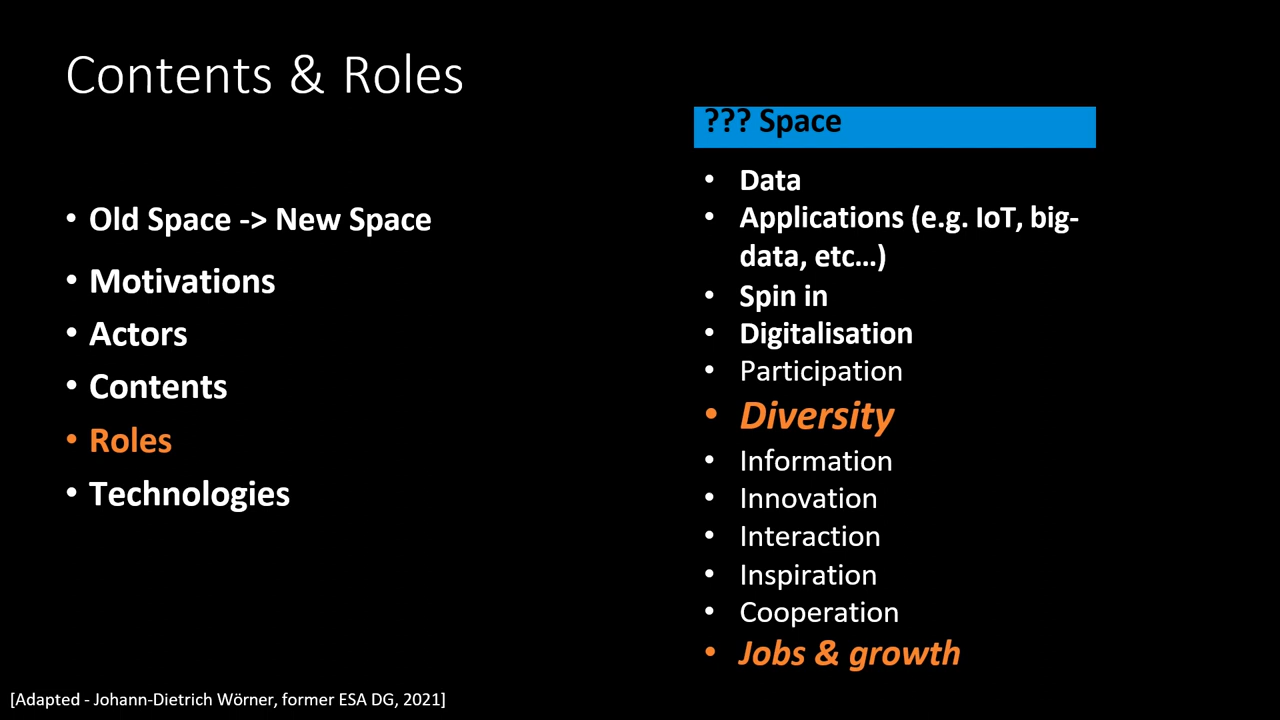 Contents & Roles
• Old Space -> New Space
• Motivations
• Actors
• Contents
• Roles
• Technologies
??? Space
• Data
• Applications (e.g. IoT, big-
data, etc...)
• Spin in
• Digitalisation
• Participation
• Diversity
• Information
• Innovation
• Interaction
• Inspiration
• Cooperation
• Jobs & growth
[Adapted - Johann-Dietrich Wörner, former ESA DG, 2021]